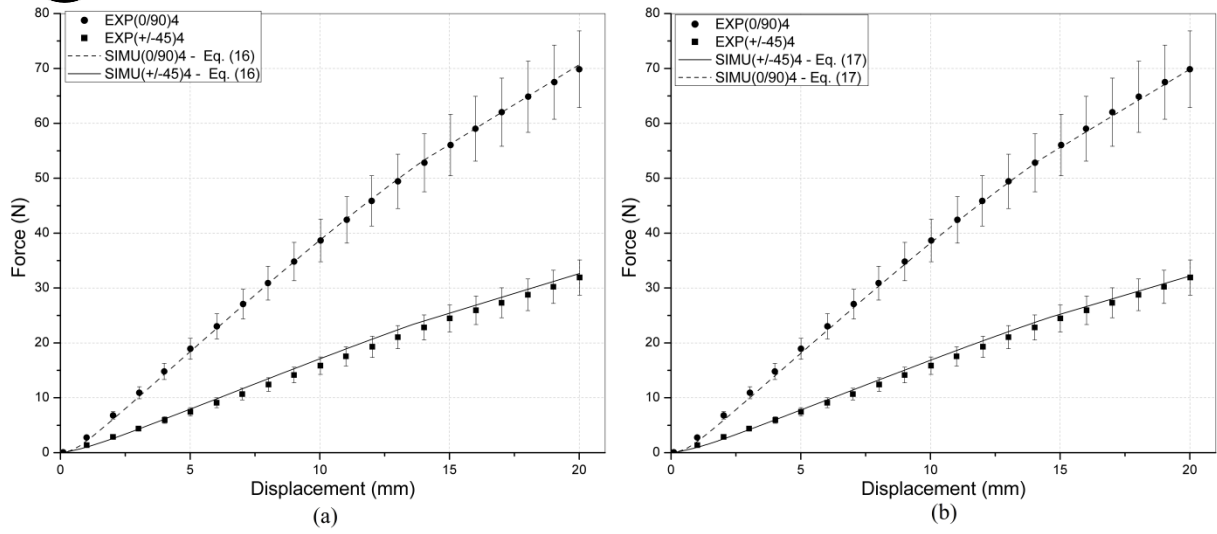 80
70
60
50
40
30
20
10
0
Force (N)
EXP(0/90)4
EXP(+/-45)4
SIMU(0/90)4 - Eq. (16)
SIMU(+/-45)4 - Eq. (16)
0 5 10 15 20
Displacement (mm)
(a)
80
70
60
50
40
30
20
10
0
Force (N)
EXP(0/90)4
EXP(+/-45)4
SIMU(+/-45)4 - Eq. (17)
SIMU(0/90)4 - Eq. (17)
0 5 10 15 20
Displacement (mm)
(b)